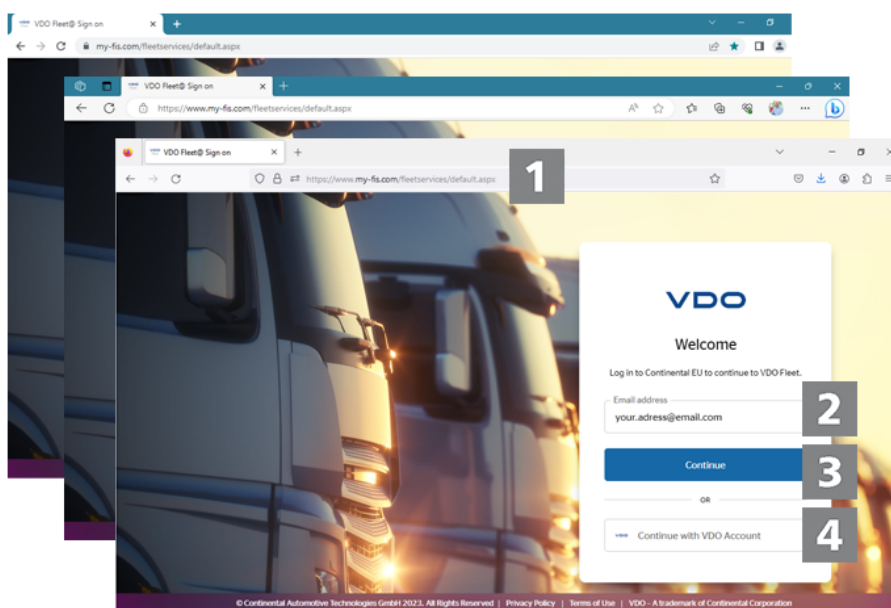 VDO Fleet@ Sign on
my-fis.com/fleetservices/default.aspx
VDO Fleet@ Sign on
https://www.my-fis.com/fleetservices/default.aspx
VDO Fleet@ Sign on
https://www.my-fis.com/fleetservices/default.aspx
1
VDO
Welcome
Log in to Continental EU to continue to VDO Fleet.
Email address
your.adress@email.com
2
Continue
3
OR
VDO Continue with VDO Account
4
© Continental Automotive Technologies GmbH 2023. All Rights Reserved | Privacy Policy | Terms of Use | VDO - A trademark of Continental Corporation